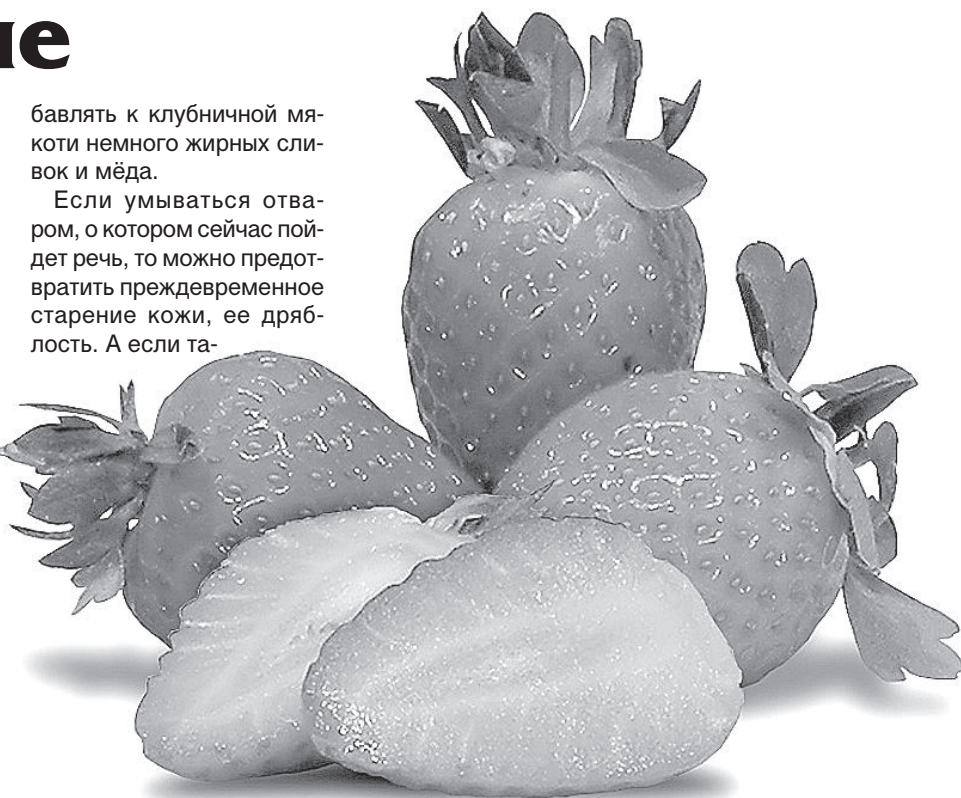 бавлять к клубничной мя-
коти немного жирных сли-
вок и мёда.
Если умываться отва-
ром, о котором сейчас пой-
дет речь, то можно предот-
вратить преждевременное
старение кожи, ее дряб-
лость. А если та-